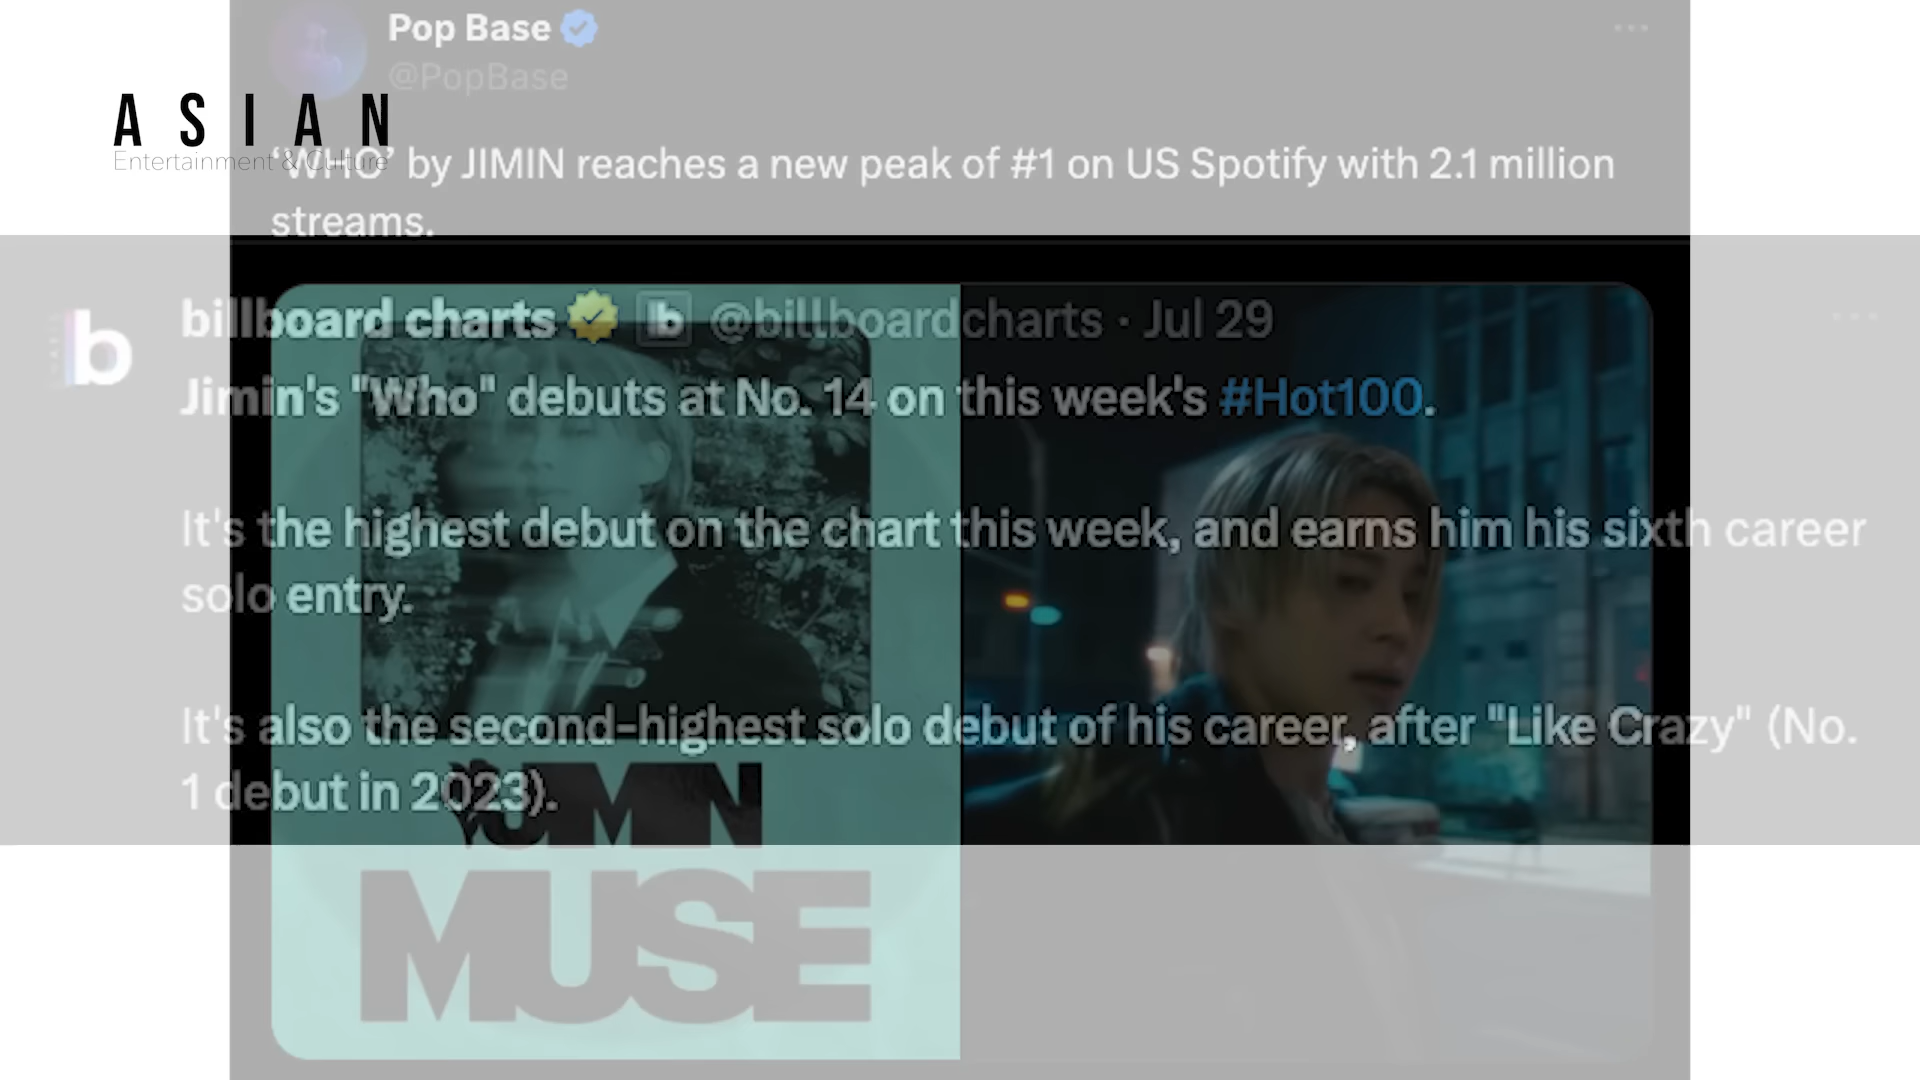 Pop Base
@PopBase
ASIAN
Entertainment & Culture
‘WHO’ by JIMIN reaches a new peak of #1 on US Spotify with 2.1 million
streams.
b
billboard charts b @billboardcharts · Jul 29
Jimin's "Who" debuts at No. 14 on this week's #Hot100.
It's the highest debut on the chart this week, and earns him his sixth career
solo entry.
It's also the second-highest solo debut of his career, after "Like Crazy" (No.
1 debut in 2023).
JIMIN
MUSE